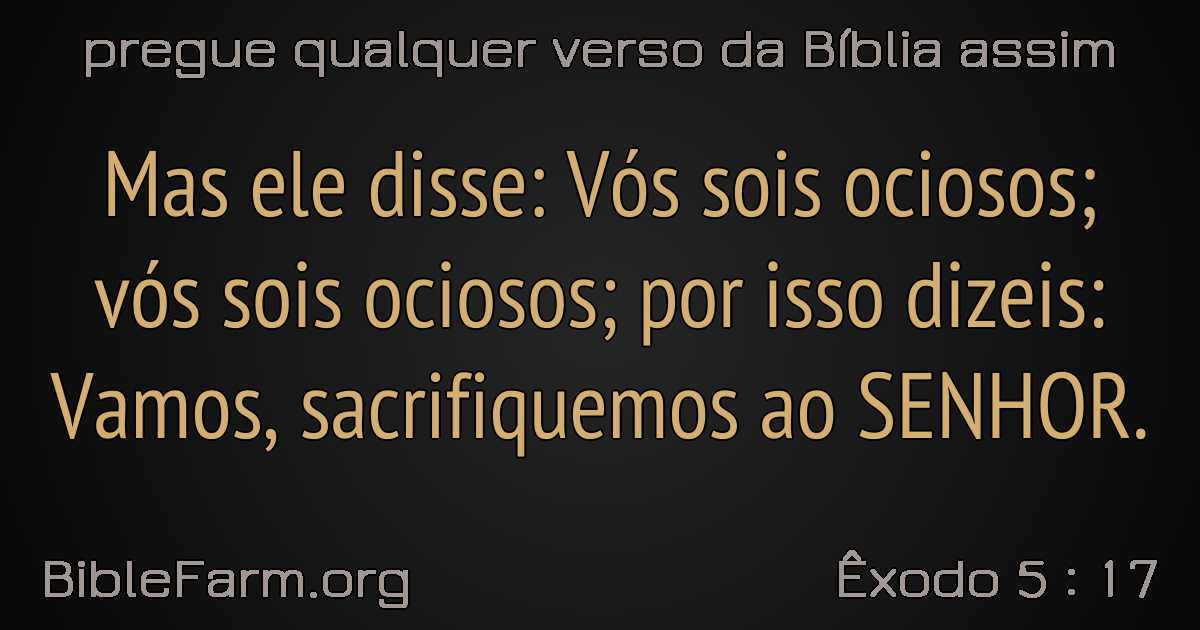 pregue qualquer verso da Bíblia assim
Mas ele disse: Vós sois ociosos;
vós sois ociosos; por isso dizeis:
Vamos, sacrifiquemos ao SENHOR.
BibleFarm.org
Êxodo 5 : 17